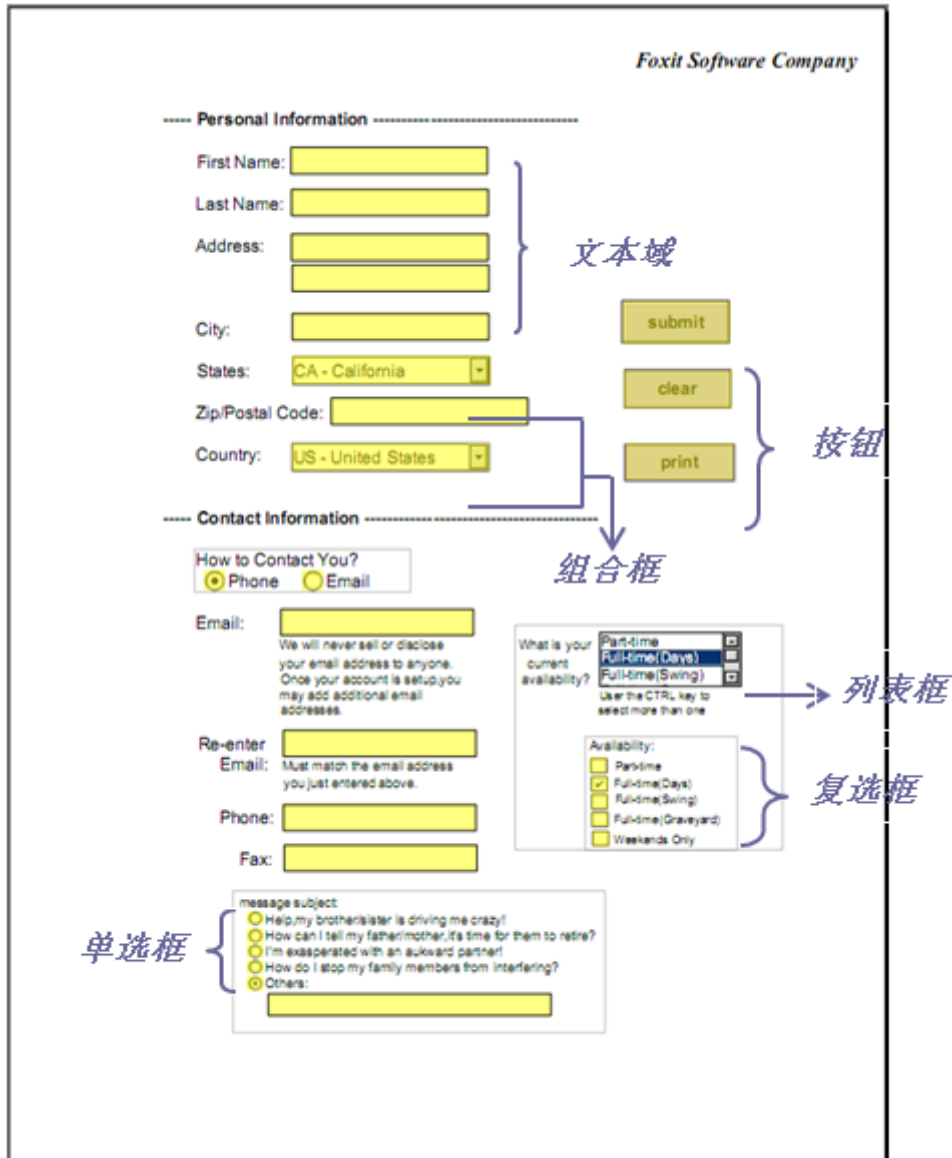 Foxit Software Company
----- Personal Information -----
First Name:
Last Name:
Address:
文本域
City:
submit
States: CA - California
clear
Zip/Postal Code:
按钮
Country: US - United States
print
----- Contact Information -----
How to Contact You?
Phone Email
组合框
Email:
We will never sell or disclose
your email address to anyone.
Once your account is setup,you
may add additional email
addresses.
What is your
current
availability?
Part-time
Full-time(Days)
Full-time(Swing)
User the CTRL key to
select more than one
列表框
Re-enter
Email:
Must match the email address
you just entered above.
Availability:
Part-time
Full-time(Days)
Full-time(Swing)
Full-time(Graveyard)
Weekends Only
复选框
Phone:
Fax:
message subject:
Help,my brother/sister is driving me crazy!
How can I tell my father/mother,it's time for them to retire?
I'm exasperated with an aukward partner!
How do I stop my family members from interfering?
Others:
单选框